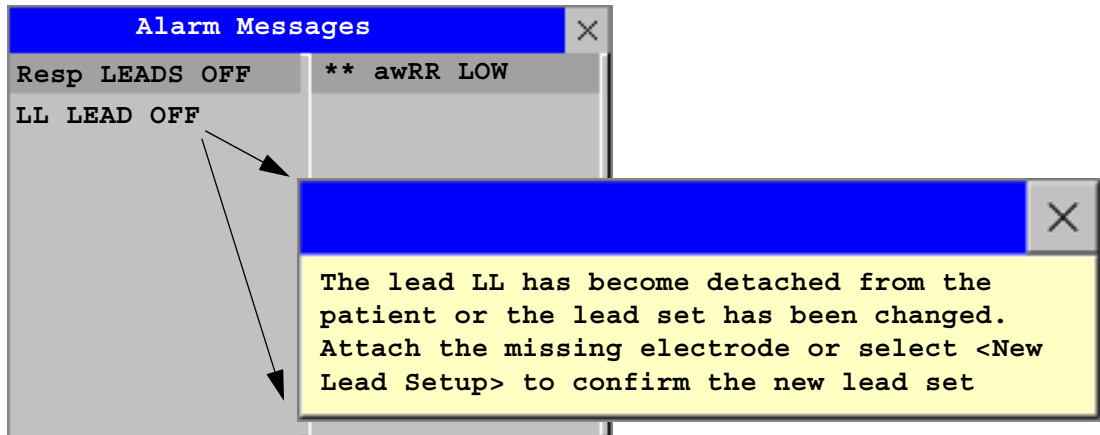 Alarm Messages
Resp LEADS OFF
** awRR LOW
LL LEAD OFF
The lead LL has become detached from the
patient or the lead set has been changed.
Attach the missing electrode or select <New
Lead Setup> to confirm the new lead set